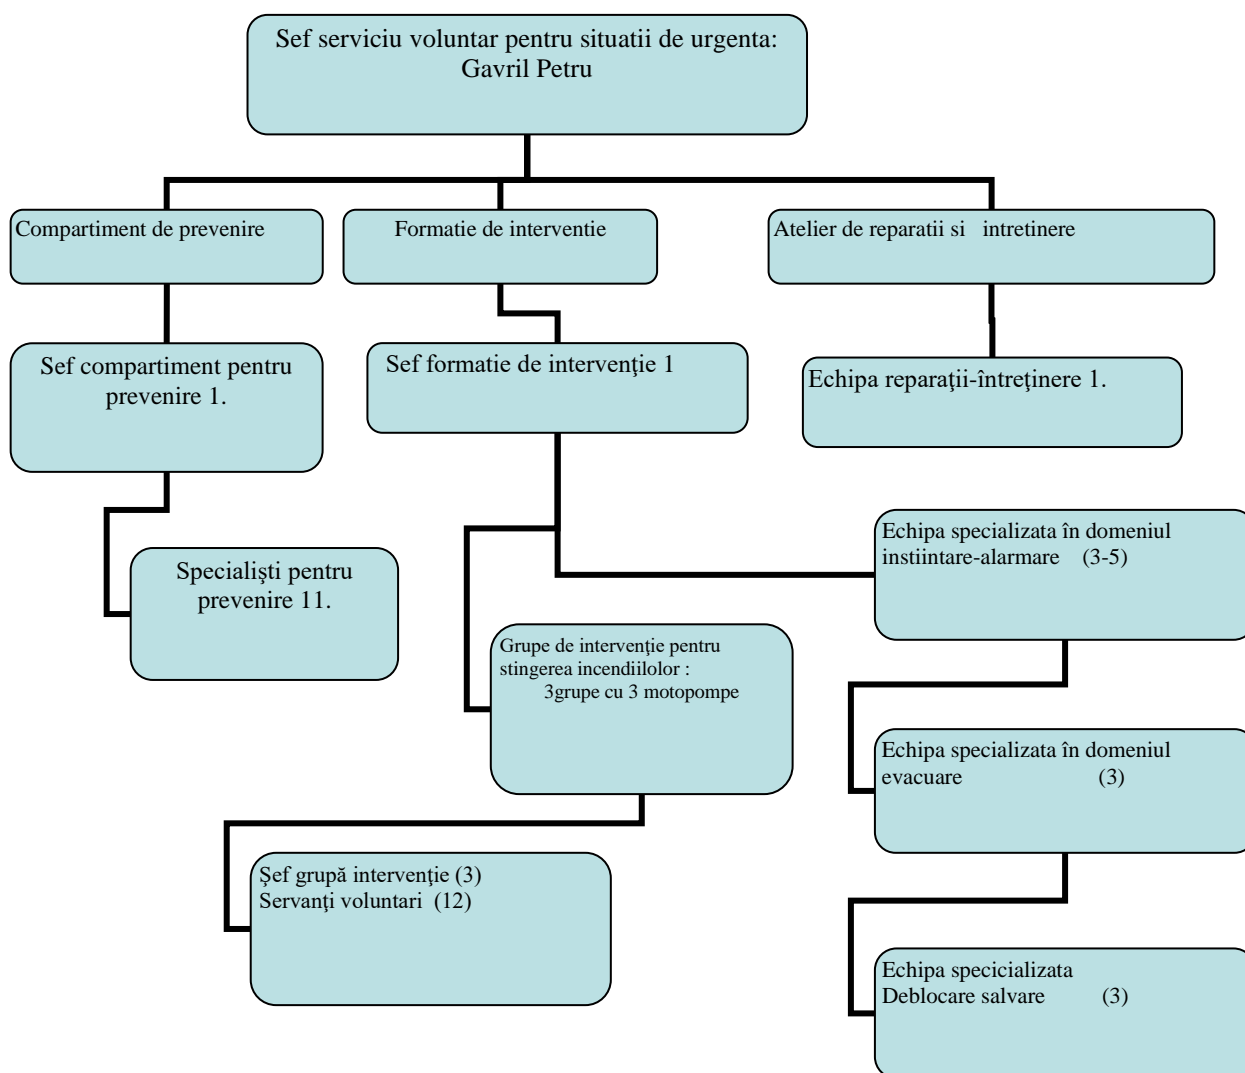 Sef serviciu voluntar pentru situatii de urgenta:
Gavril Petru
Compartiment de prevenire
Formatie de interventie
Atelier de reparatii si intretinere
Sef compartiment pentru
prevenire 1.
Sef formatie de intervenţie 1
Echipa reparaţii-întreţinere 1.
Specialişti pentru
prevenire 11.
Echipa specializata în domeniul
instiintare-alarmare (3-5)
Grupe de intervenţie pentru
stingerea incendiilolor :
3grupe cu 3 motopompe
Echipa specializata în domeniul
evacuare (3)
Şef grupă intervenţie (3)
Servanţi voluntari (12)
Echipa specicializata
Deblocare salvare (3)